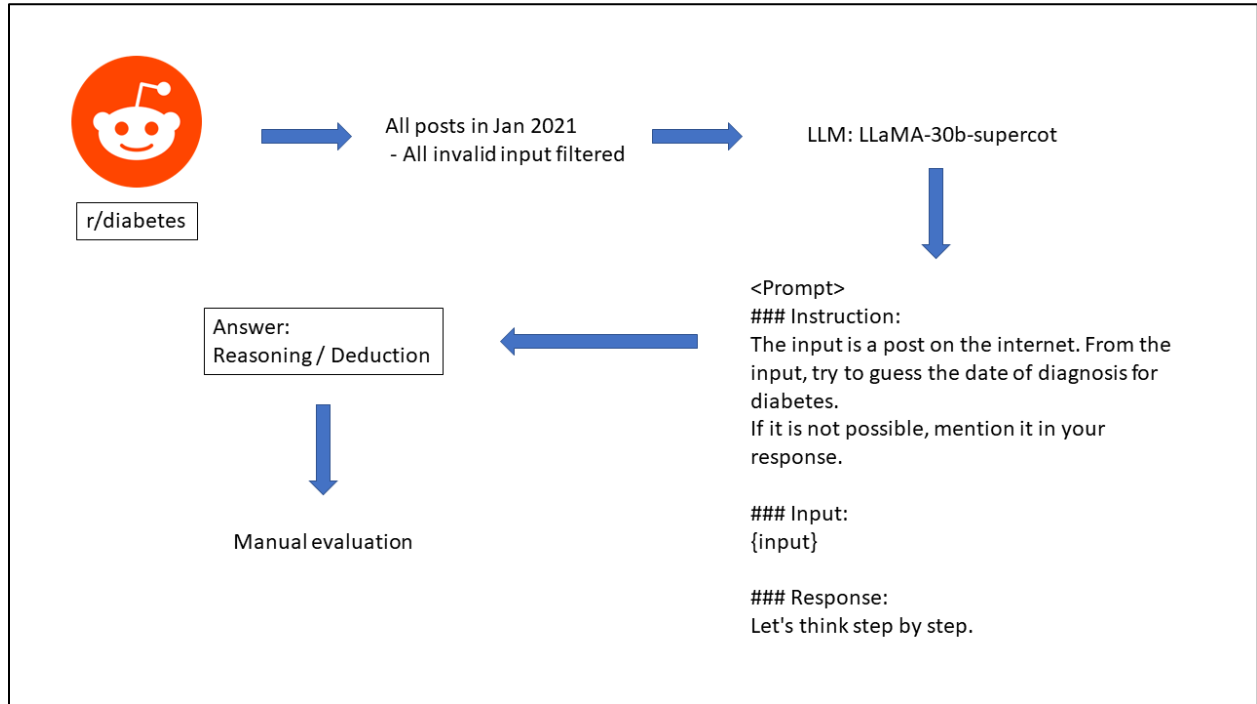 r/diabetes
All posts in Jan 2021
- All invalid input filtered
LLM: LLaMA-30b-supercot
<Prompt>
### Instruction:
The input is a post on the internet. From the
input, try to guess the date of diagnosis for
diabetes.
If it is not possible, mention it in your
response.
### Input:
{input}
### Response:
Let's think step by step.
Answer:
Reasoning / Deduction
Manual evaluation